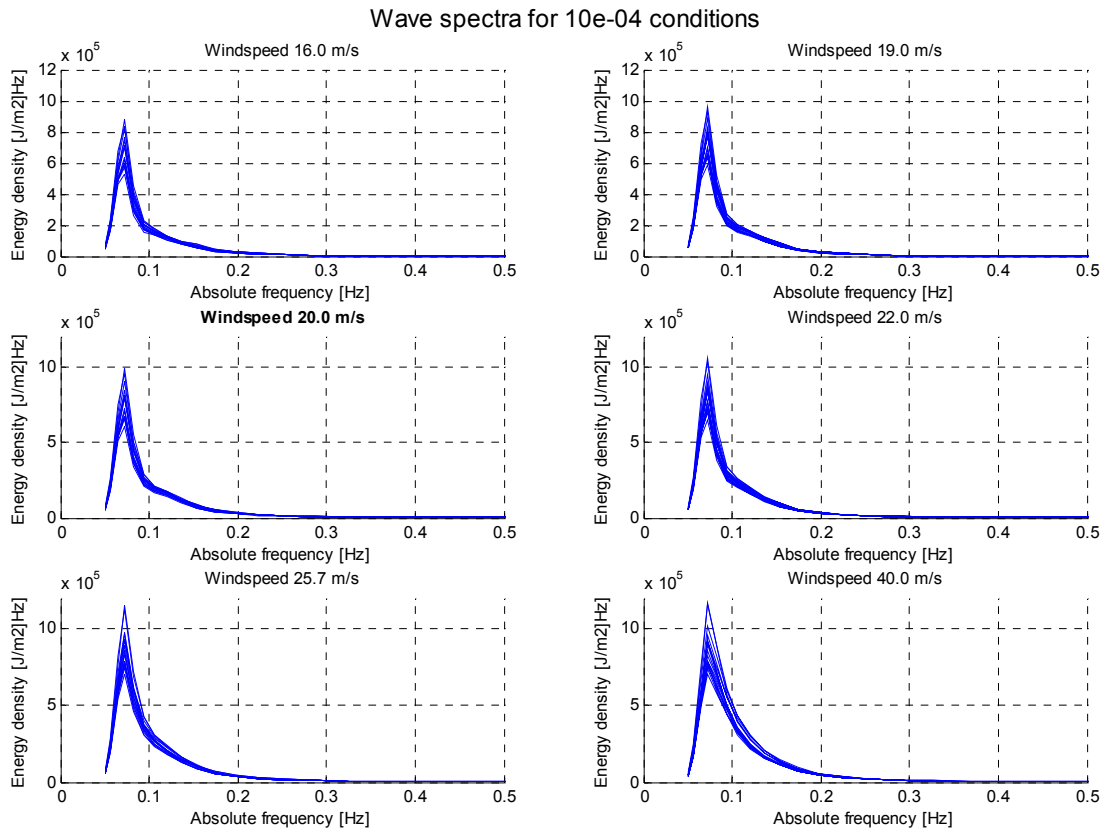 Wave spectra for 10e-04 conditions
x 10^5
Windspeed 16.0 m/s
Energy density [J/m2]Hz]
12
10
8
6
4
2
0
0 0.1 0.2 0.3 0.4 0.5
Absolute frequency [Hz]
x 10^5
Windspeed 19.0 m/s
Energy density [J/m2]Hz]
12
10
8
6
4
2
0
0 0.1 0.2 0.3 0.4 0.5
Absolute frequency [Hz]
x 10^5
Windspeed 20.0 m/s
Energy density [J/m2]Hz]
10
5
0
0 0.1 0.2 0.3 0.4 0.5
Absolute frequency [Hz]
x 10^5
Windspeed 22.0 m/s
Energy density [J/m2]Hz]
10
5
0
0 0.1 0.2 0.3 0.4 0.5
Absolute frequency [Hz]
x 10^5
Windspeed 25.7 m/s
Energy density [J/m2]Hz]
10
5
0
0 0.1 0.2 0.3 0.4 0.5
Absolute frequency [Hz]
x 10^5
Windspeed 40.0 m/s
Energy density [J/m2]Hz]
10
5
0
0 0.1 0.2 0.3 0.4 0.5
Absolute frequency [Hz]